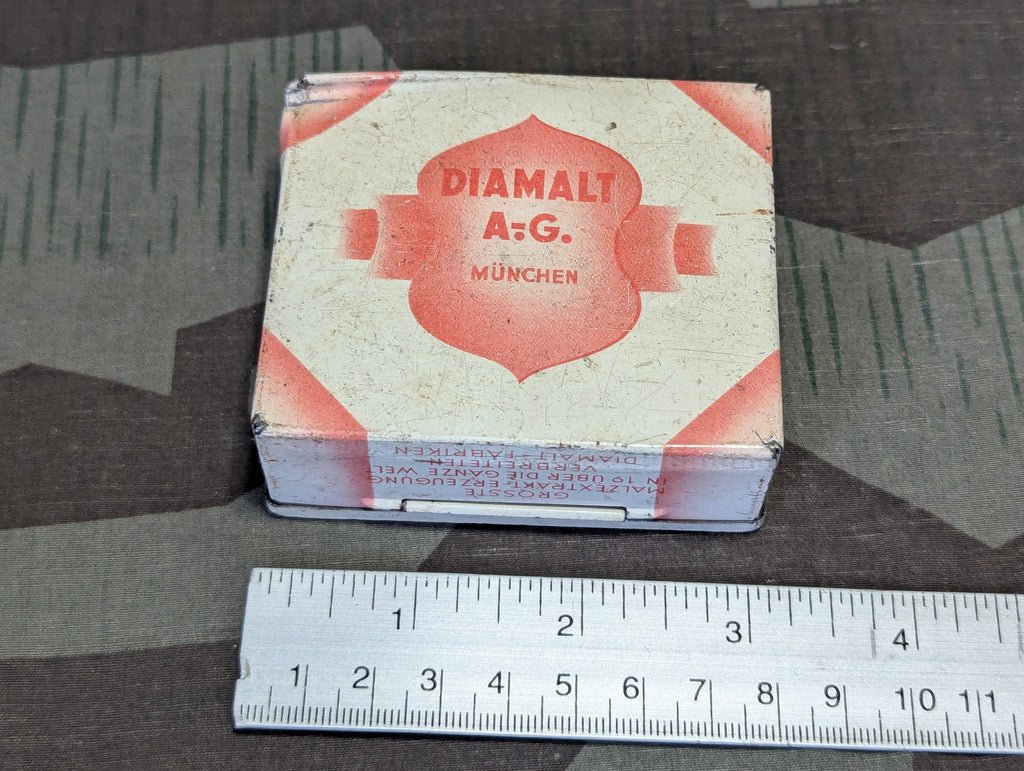 DIAMALT
A.-G.
MÜNCHEN
GRÖSSTE
MALZEXTRAKT-ERZEUGUNG
IN 19 ÜBER DIE GANZE WELT
VERBREITETEN
DIAMALT-FABRIKEN
1 2 3 4
1 2 3 4 5 6 7 8 9 10 11